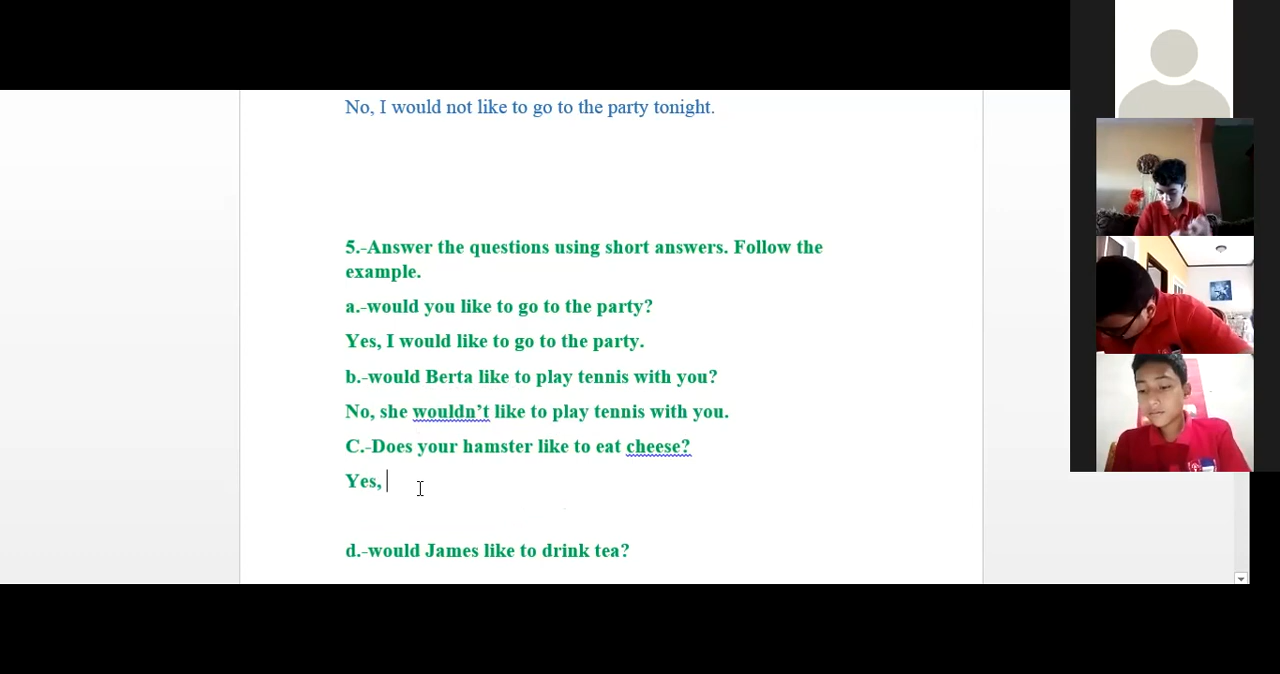 No, I would not like to go to the party tonight.
5.-Answer the questions using short answers. Follow the
example.
a.-would you like to go to the party?
Yes, I would like to go to the party.
b.-would Berta like to play tennis with you?
No, she wouldn’t like to play tennis with you.
C.-Does your hamster like to eat cheese?
Yes,
d.-would James like to drink tea?